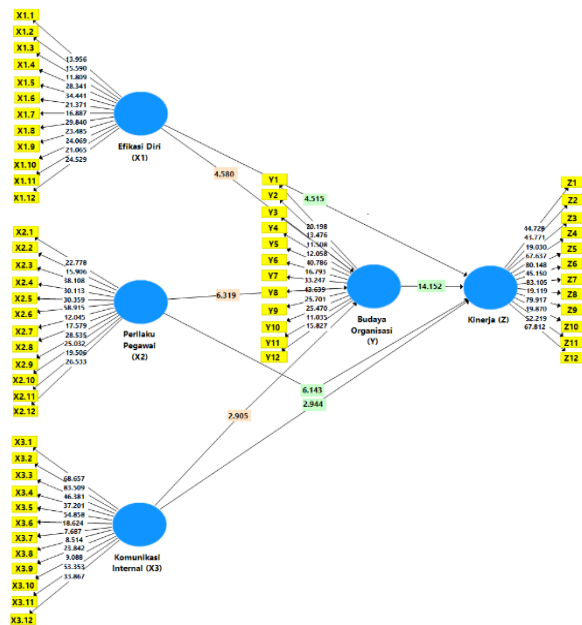 X1.1
X1.2
X1.3
X1.4
X1.5
X1.6
X1.7
X1.8
X1.9
X1.10
X1.11
X1.12
13.956
15.590
11.809
28.341
34.441
21.371
16.887
29.840
23.485
24.069
21.065
24.529
Efikasi Diri
(X1)
4.580
4.515
X2.1
X2.2
X2.3
X2.4
X2.5
X2.6
X2.7
X2.8
X2.9
X2.10
X2.11
X2.12
22.778
15.906
38.108
30.113
30.359
58.915
12.045
17.579
28.535
25.032
19.506
26.533
Perilaku
Pegawai
(X2)
6.319
6.143
X3.1
X3.2
X3.3
X3.4
X3.5
X3.6
X3.7
X3.8
X3.9
X3.10
X3.11
X3.12
68.657
83.509
46.381
37.201
54.858
18.624
7.687
8.514
23.842
9.088
53.353
33.867
Komunikasi
Internal (X3)
2.905
2.944
Y1
Y2
Y3
Y4
Y5
Y6
Y7
Y8
Y9
Y10
Y11
Y12
20.198
13.476
31.508
12.058
40.786
16.793
33.247
25.701
25.470
11.035
15.827
Budaya
Organisasi
(Y)
14.152
Z1
Z2
Z3
Z4
Z5
Z6
Z7
Z8
Z9
Z10
Z11
Z12
44.728
43.771
19.030
67.637
80.148
45.150
83.105
19.119
79.917
19.870
52.219
67.812
Kinerja (Z)